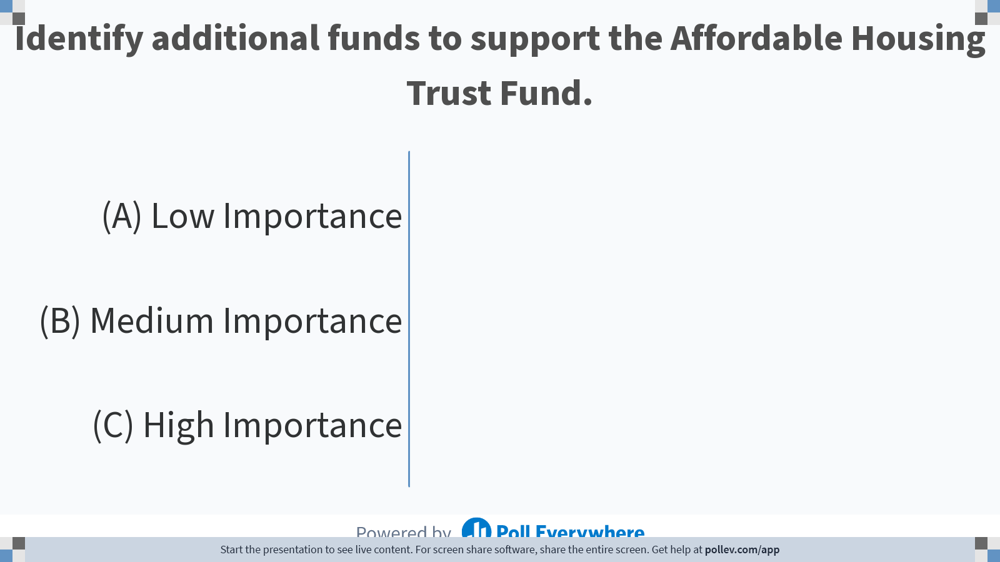 Identify additional funds to support the Affordable Housing
Trust Fund.
(A) Low Importance
(B) Medium Importance
(C) High Importance
Powered by Poll Everywhere
Start the presentation to see live content. For screen share software, share the entire screen. Get help at pollev.com/app